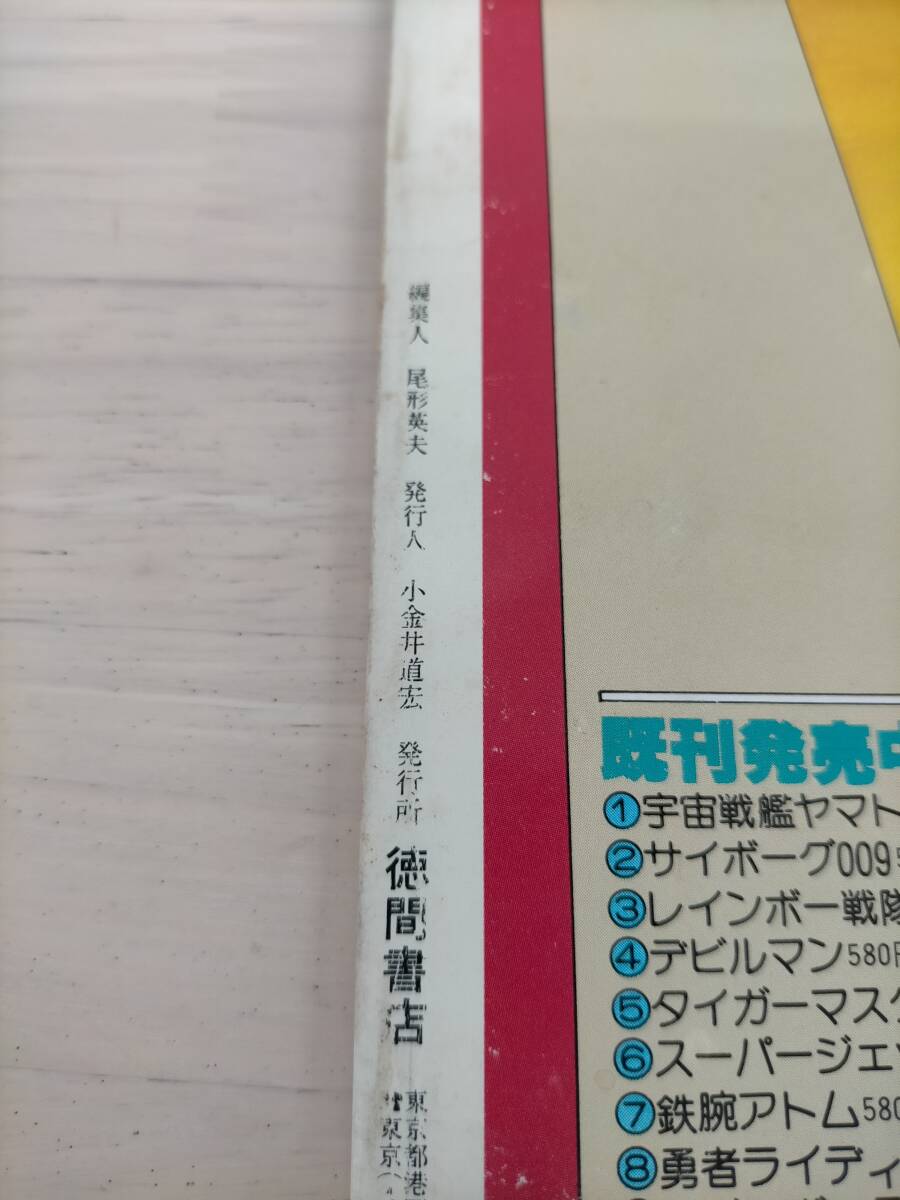 編集人 尾形英夫 発行人 小金井道宏 発行所 徳間書店
東京都港
東京
既刊発売中
①宇宙戦艦ヤマト
②サイボーグ009
③レインボー戦隊
④デビルマン580円
⑤タイガーマスク
⑥スーパージェッ
⑦鉄腕アトム580
⑧勇者ライディ